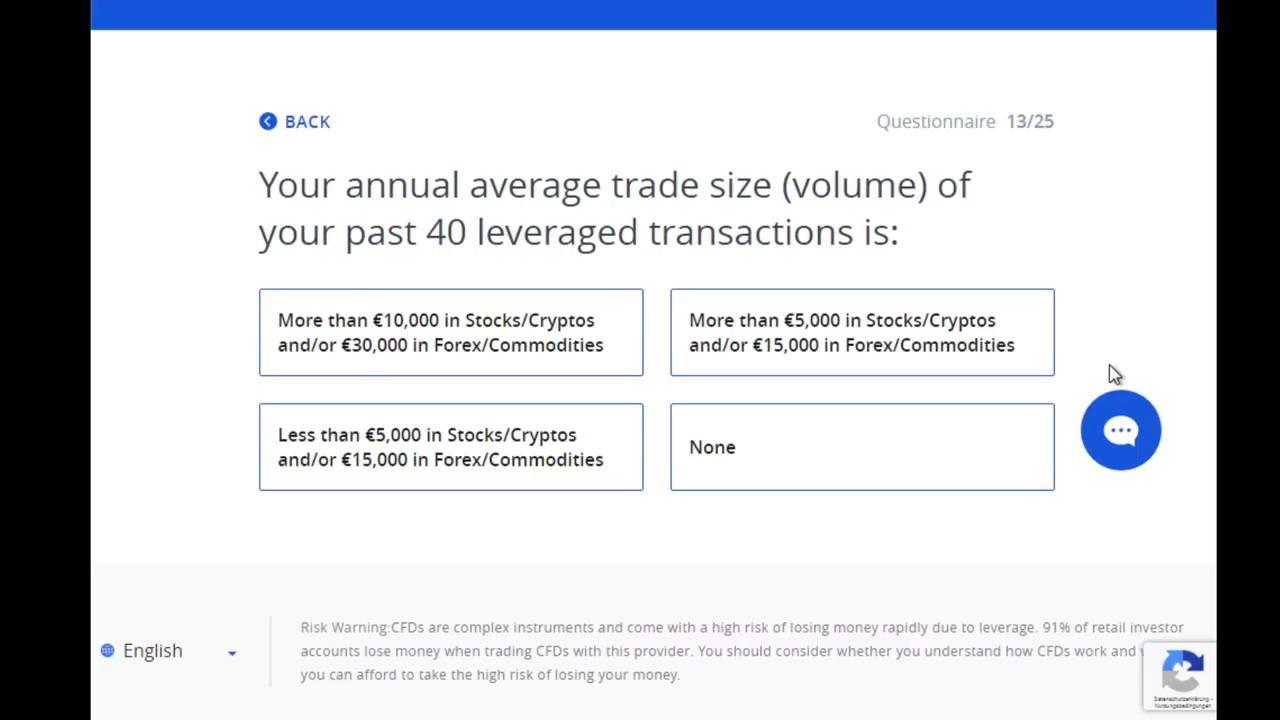 BACK
Questionnaire 13/25
Your annual average trade size (volume) of
your past 40 leveraged transactions is:
More than €10,000 in Stocks/Cryptos
and/or €30,000 in Forex/Commodities
More than €5,000 in Stocks/Cryptos
and/or €15,000 in Forex/Commodities
Less than €5,000 in Stocks/Cryptos
and/or €15,000 in Forex/Commodities
None
English
Risk Warning:CFDs are complex instruments and come with a high risk of losing money rapidly due to leverage. 91% of retail investor
accounts lose money when trading CFDs with this provider. You should consider whether you understand how CFDs work and
you can afford to take the high risk of losing your money.
Datenschutzerklärung -
Nutzungsbedingungen